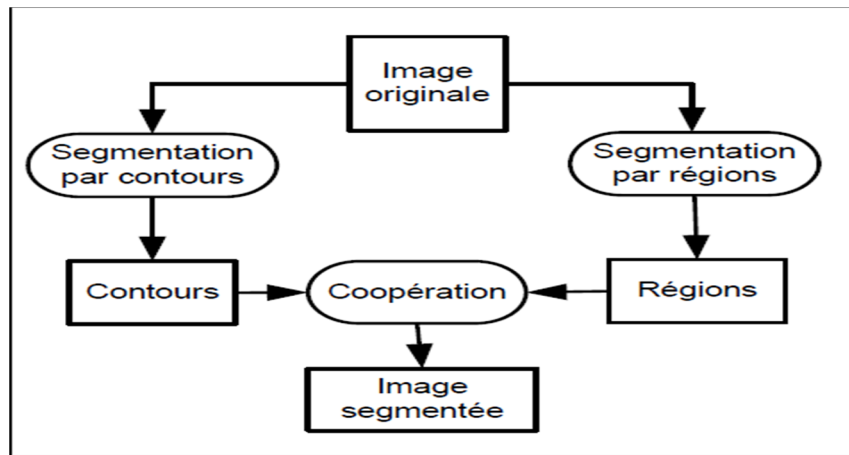 Image
originale
Segmentation
par contours
Segmentation
par régions
Contours
Coopération
Régions
Image
segmentée